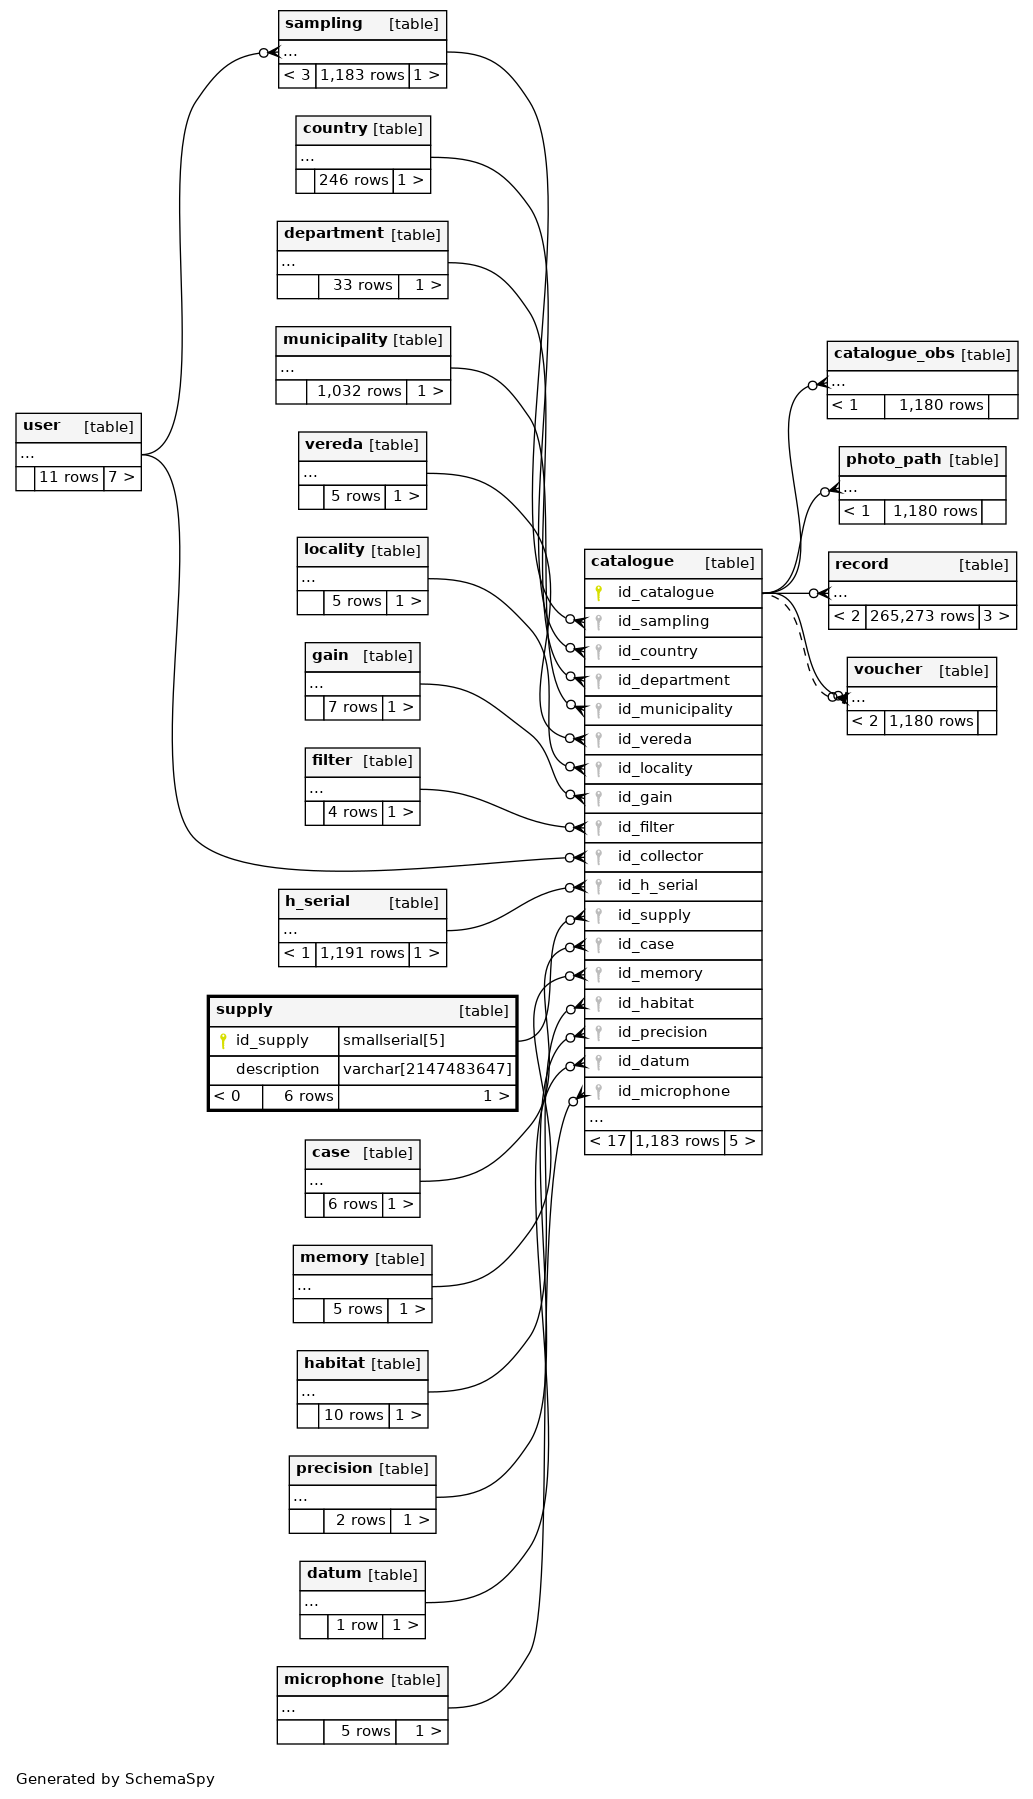 sampling [table]
...
< 3 1,183 rows 1 >
country [table]
...
246 rows 1 >
department [table]
...
33 rows 1 >
municipality [table]
...
1,032 rows 1 >
user [table]
...
11 rows 7 >
vereda [table]
...
5 rows 1 >
locality [table]
...
5 rows 1 >
gain [table]
...
7 rows 1 >
filter [table]
...
4 rows 1 >
h_serial [table]
...
< 1 1,191 rows 1 >
supply [table]
id_supply smallserial[5]
description varchar[2147483647]
< 0 6 rows 1 >
case [table]
...
6 rows 1 >
memory [table]
...
5 rows 1 >
habitat [table]
...
10 rows 1 >
precision [table]
...
2 rows 1 >
datum [table]
...
1 row 1 >
microphone [table]
...
5 rows 1 >
catalogue [table]
id_catalogue
id_sampling
id_country
id_department
id_municipality
id_vereda
id_locality
id_gain
id_filter
id_collector
id_h_serial
id_supply
id_case
id_memory
id_habitat
id_precision
id_datum
id_microphone
...
< 17 1,183 rows 5 >
catalogue_obs [table]
...
< 1 1,180 rows
photo_path [table]
...
< 1 1,180 rows
record [table]
...
< 2 265,273 rows 3 >
voucher [table]
...
< 2 1,180 rows
Generated by SchemaSpy